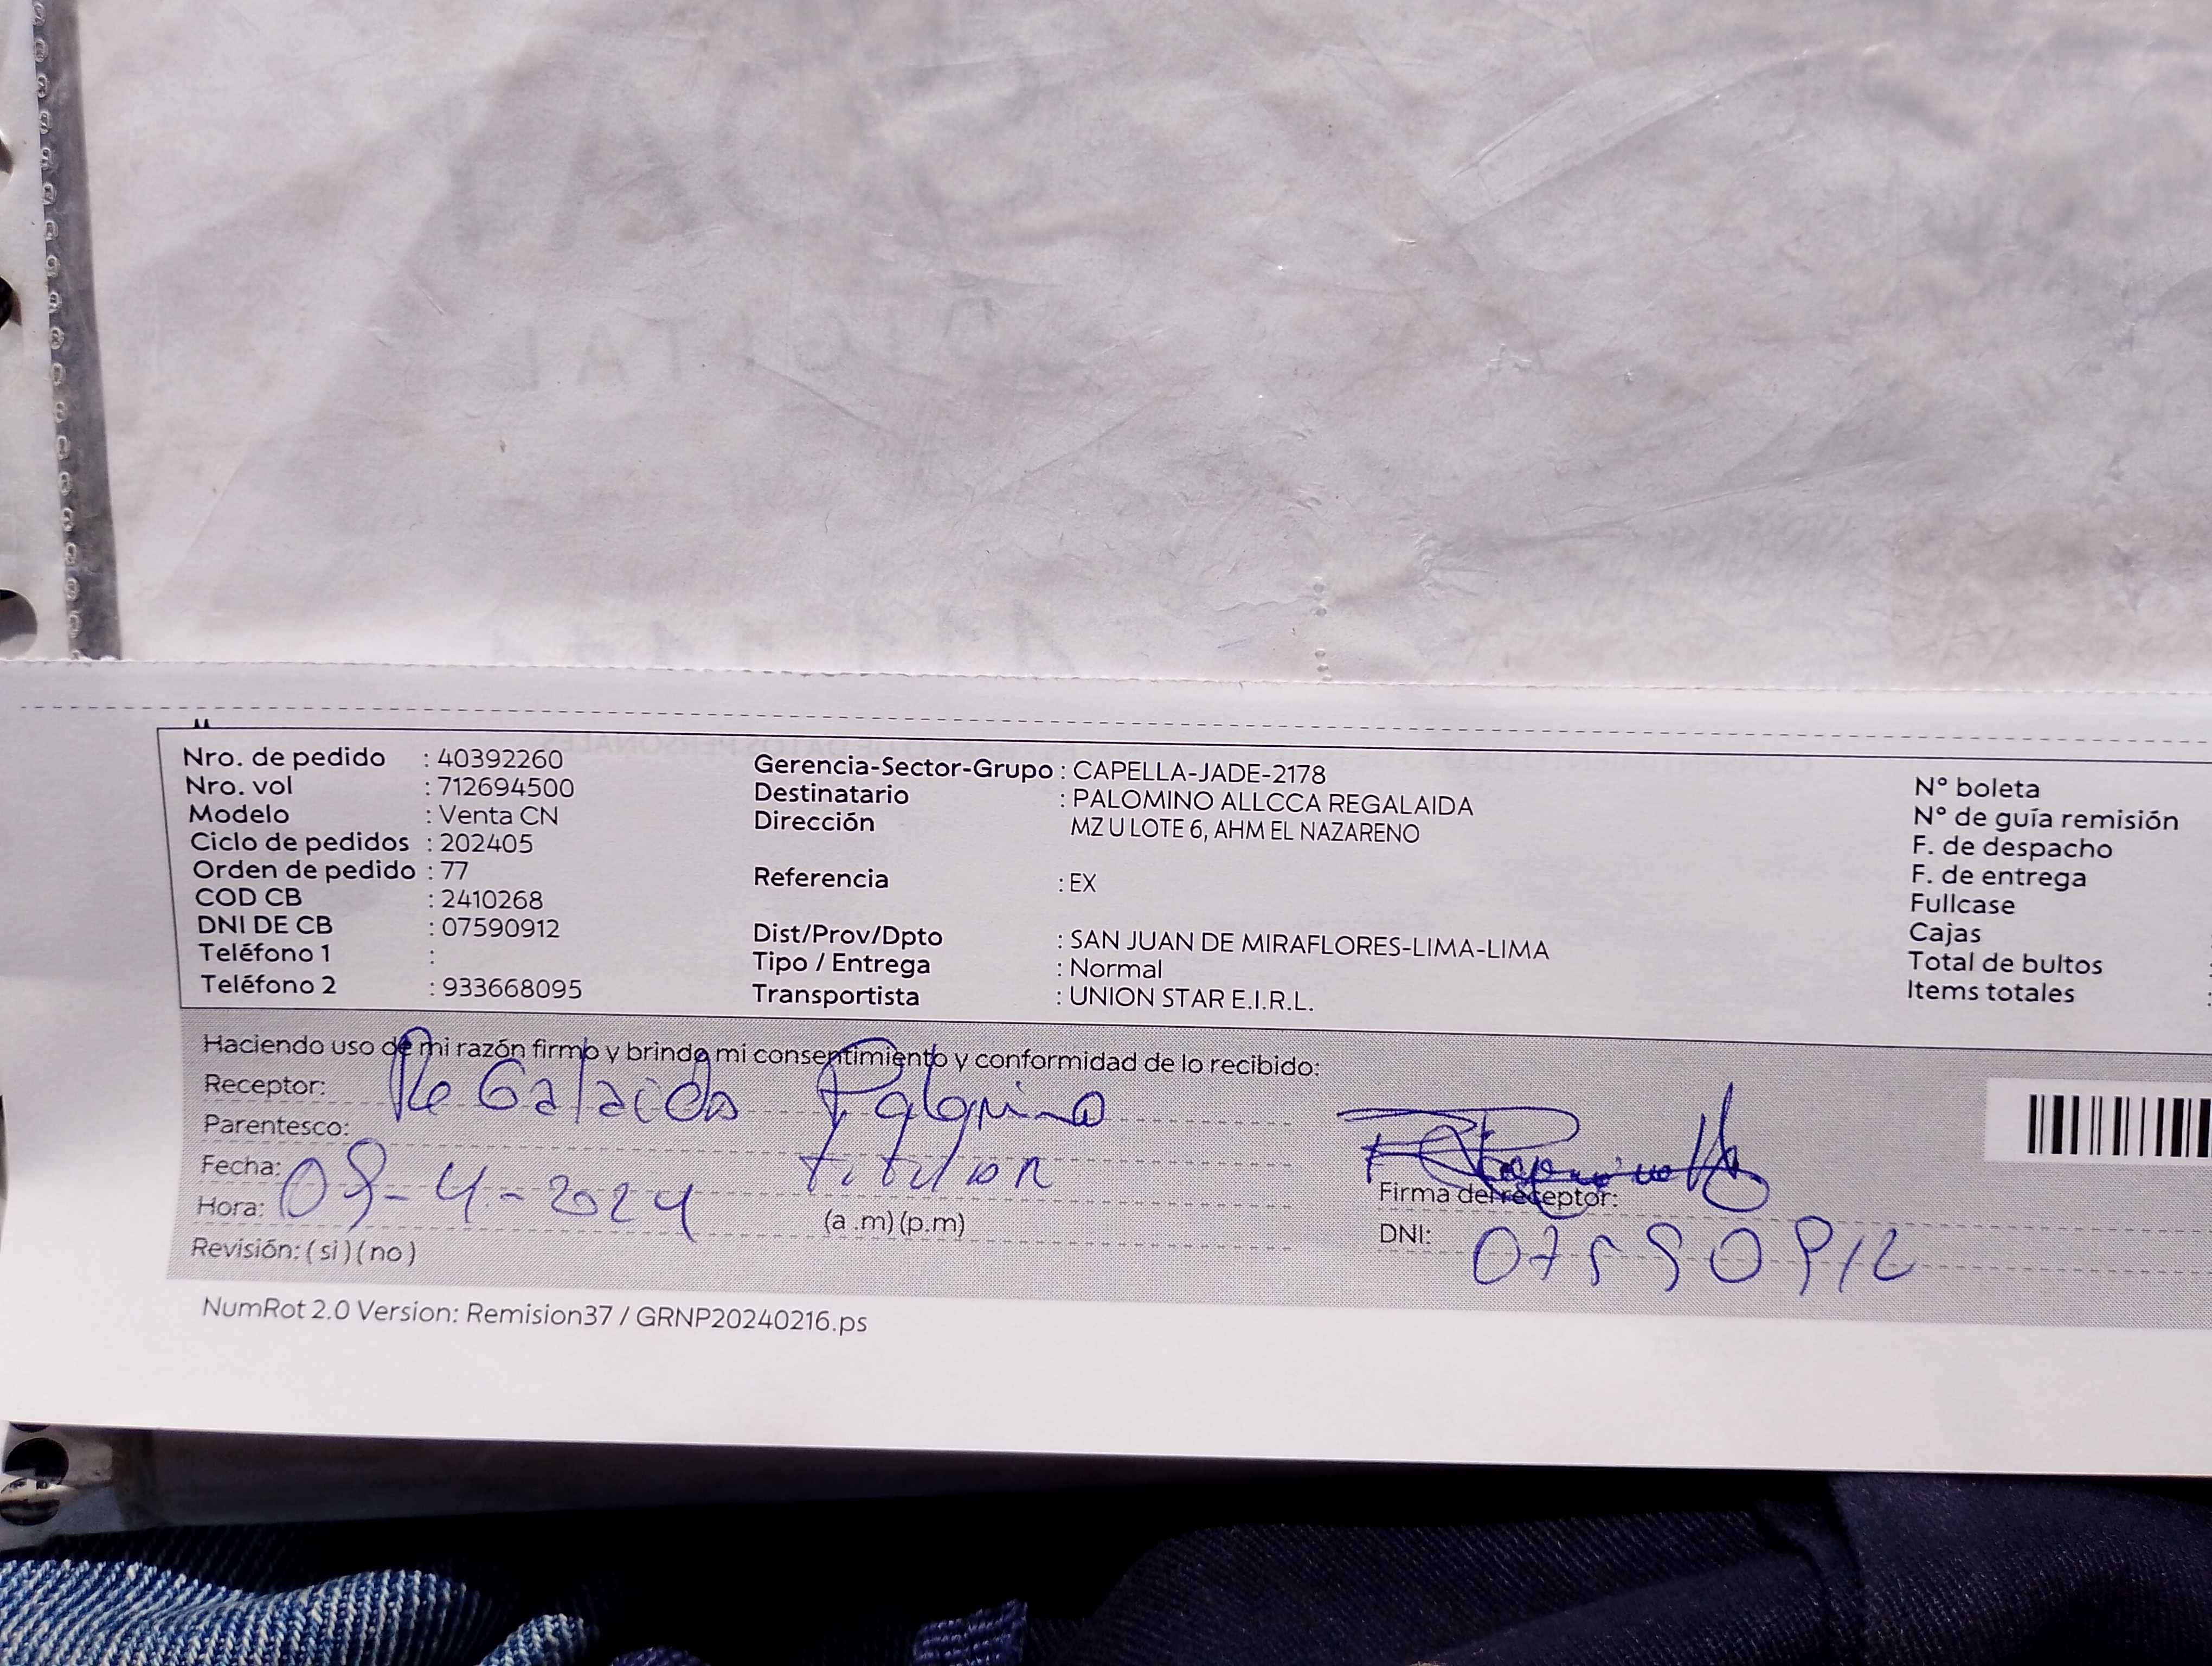 Nro. de pedido : 40392260
Nro. vol : 712694500
Modelo : Venta CN
Ciclo de pedidos : 202405
Orden de pedido : 77
COD CB : 2410268
DNI DE CB : 07590912
Teléfono 1 :
Teléfono 2 : 933668095
Gerencia-Sector-Grupo : CAPELLA-JADE-2178
Destinatario : PALOMINO ALLCCA REGALAIDA
Dirección MZ U LOTE 6, AHM EL NAZARENO
Referencia : EX
Dist/Prov/Dpto : SAN JUAN DE MIRAFLORES-LIMA-LIMA
Tipo / Entrega : Normal
Transportista : UNION STAR E.I.R.L.
N° boleta
N° de guía remisión
F. de despacho
F. de entrega
Fullcase
Cajas
Total de bultos :
Items totales :
Haciendo uso de mi razón firmo y brindo mi consentimiento y conformidad de lo recibido:
Receptor: ReGalaida Palomino
Parentesco: titular
Fecha: 09-4-2024
Hora: (a .m) (p.m)
Revisión: ( si ) ( no )
Firma del receptor:
DNI: 07590912
NumRot 2.0 Version: Remision37 / GRNP20240216.ps